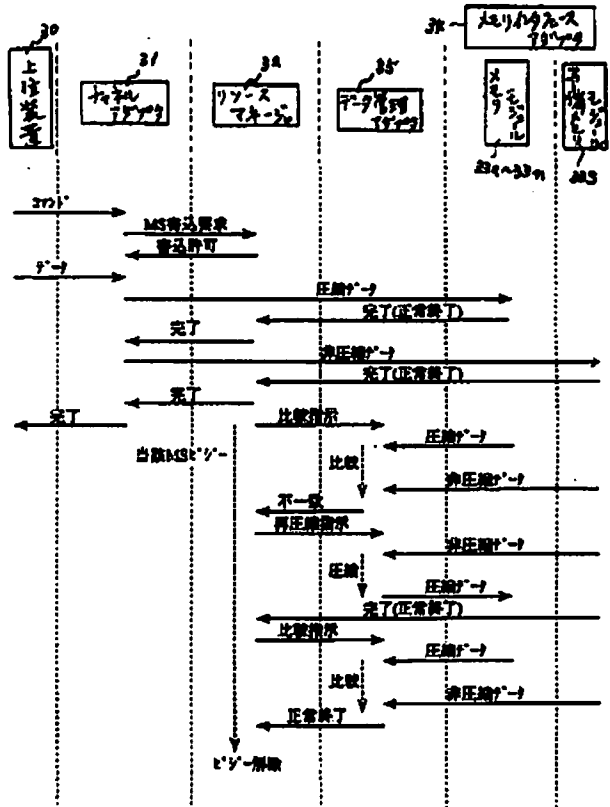 30
上位装置
31
チャネル
アダプタ
32
リソース
マネージャ
35
データ管理
アダプタ
34
メモリインタフェース
アダプタ
メモリ
モジュール
33a～33n
予備メモリ
モジュール
33S
コマンド
MS書込要求
書込許可
データ
圧縮データ
完了(正常終了)
完了
非圧縮データ
完了(正常終了)
完了
完了
比較指示
当該MSビジー
圧縮データ
比較
非圧縮データ
不一致
再圧縮指示
非圧縮データ
圧縮
圧縮データ
完了(正常終了)
比較指示
圧縮データ
比較
非圧縮データ
正常終了
ビジー解除